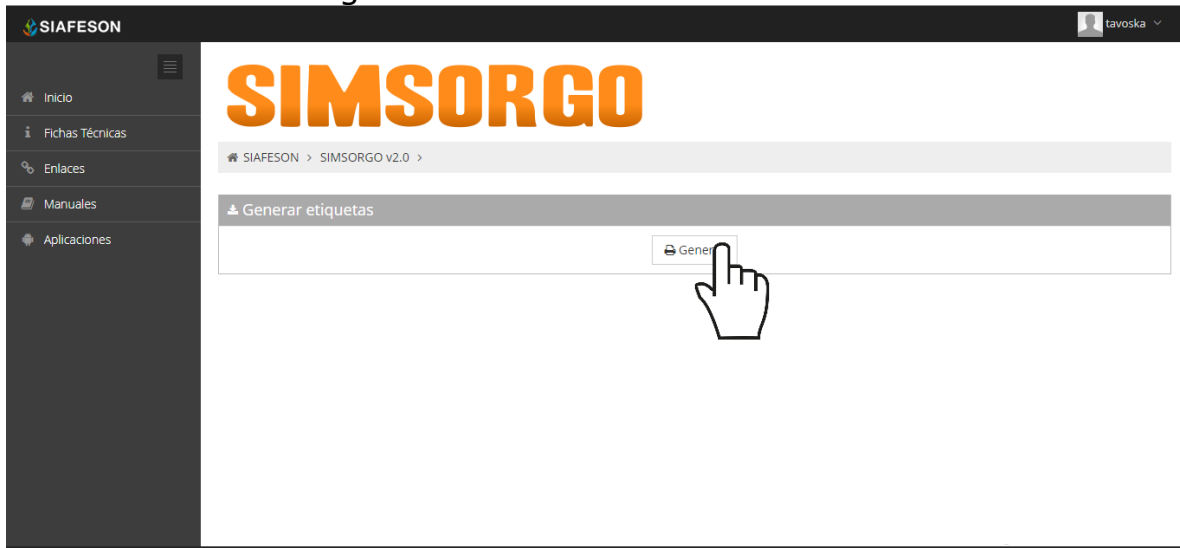 SIAFESON
tavoska
Inicio
Fichas Técnicas
Enlaces
Manuales
Aplicaciones
SIMSORGO
SIAFESON > SIMSORGO v2.0 >
Generar etiquetas
Gener